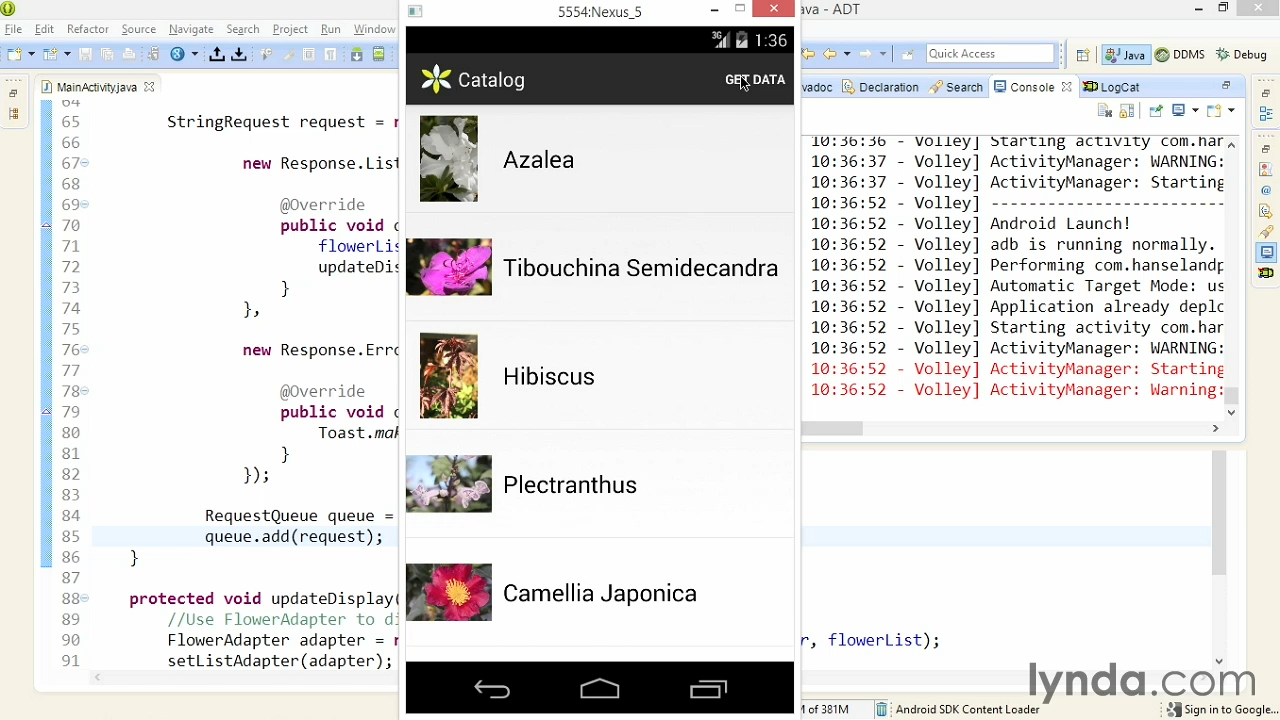 5554:Nexus_5
Java - ADT
File Edit Refactor Source Navigate Search Project Run Window
Quick Access
Java DDMS Debug
3G 1:36
Catalog
GET DATA
MainActivity.java
Declaration Search Console LogCat
64
65 StringRequest request =
66
67 new Response.List
68
69 @Override
70 public void
71 flowerLis
72 updateDis
73 }
74 },
75
76 new Response.Erro
77
78 @Override
79 public void
80 Toast.mak
81 }
82 });
83
84 RequestQueue queue =
85 queue.add(request);
86 }
87
88 protected void updateDisplay(
89 //Use FlowerAdapter to di
90 FlowerAdapter adapter = , flowerList);
91 setListAdapter(adapter);
Azalea
Tibouchina Semidecandra
Hibiscus
Plectranthus
Camellia Japonica
10:36:36 - Volley] Starting activity com.han
10:36:37 - Volley] ActivityManager: WARNING:
10:36:37 - Volley] ActivityManager: Starting
10:36:52 - Volley] -------------------------
10:36:52 - Volley] Android Launch!
10:36:52 - Volley] adb is running normally.
10:36:52 - Volley] Performing com.hanselandp
10:36:52 - Volley] Automatic Target Mode: us
10:36:52 - Volley] Application already deplo
10:36:52 - Volley] Starting activity com.han
10:36:52 - Volley] ActivityManager: WARNING:
10:36:52 - Volley] ActivityManager: Starting
10:36:52 - Volley] ActivityManager: Warning:
lynda.com
of 381M
Android SDK Content Loader
Sign in to Google...